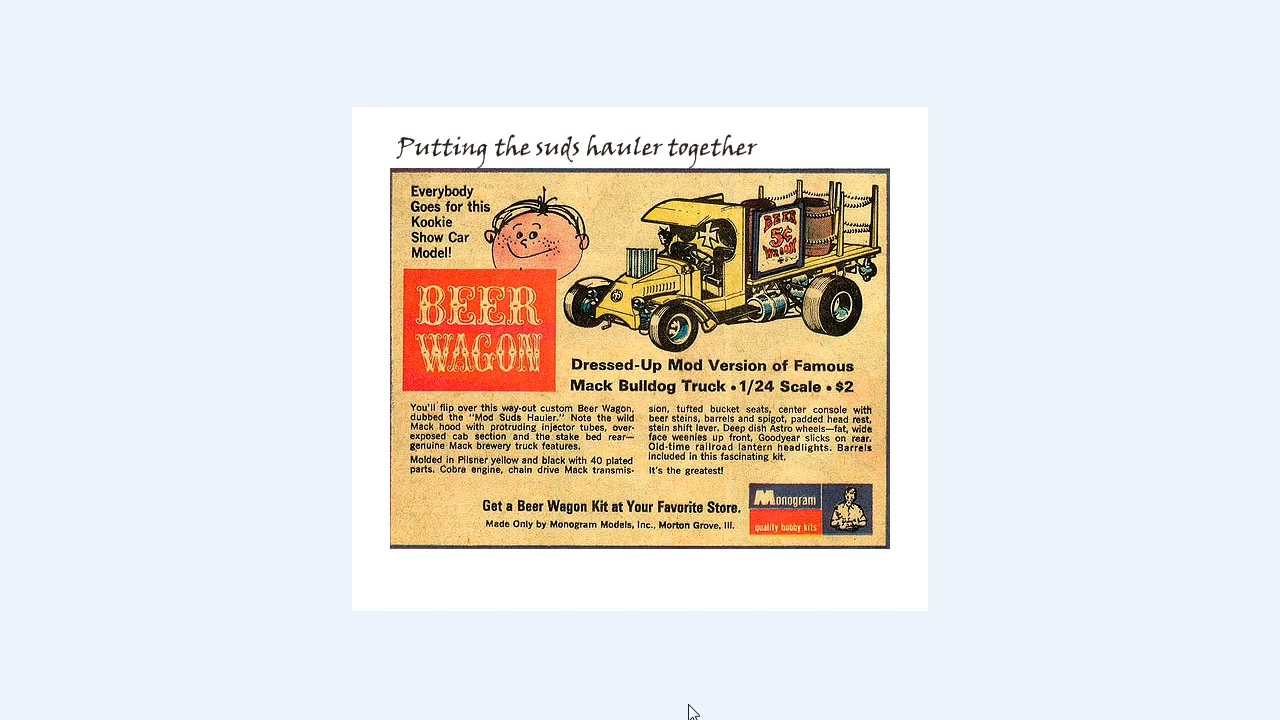 Putting the suds hauler together
Everybody
Goes for this
Kookie
Show Car
Model!
BEER
WAGON
BEER
5¢
WAGON
Dressed-Up Mod Version of Famous
Mack Bulldog Truck • 1/24 Scale • $2
You'll flip over this way-out custom Beer Wagon,
dubbed the "Mod Suds Hauler." Note the wild
Mack hood with protruding injector tubes, over-
exposed cab section and the stake bed rear—
genuine Mack brewery truck features.
Molded in Pilsner yellow and black with 40 plated
parts. Cobra engine, chain drive Mack transmis-
sion, tufted bucket seats, center console with
beer steins, barrels and spigot, padded head rest,
stein shift lever. Deep dish Astro wheels—fat, wide
face weenies up front, Goodyear slicks on rear.
Old-time railroad lantern headlights. Barrels
included in this fascinating kit.
It's the greatest!
Get a Beer Wagon Kit at Your Favorite Store.
Made Only by Monogram Models, Inc., Morton Grove, Ill.
Monogram
quality hobby kits